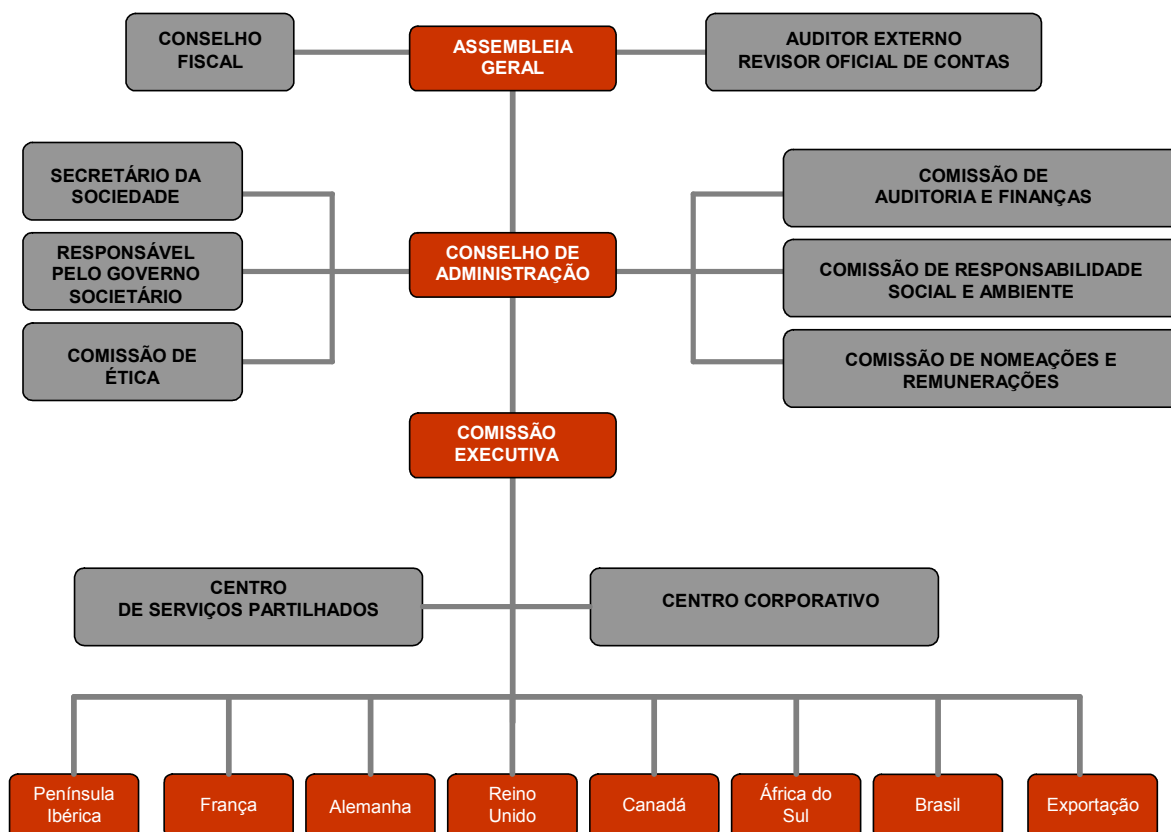 CONSELHO
FISCAL
ASSEMBLEIA
GERAL
AUDITOR EXTERNO
REVISOR OFICIAL DE CONTAS
SECRETÁRIO DA
SOCIEDADE
COMISSÃO DE
AUDITORIA E FINANÇAS
RESPONSÁVEL
PELO GOVERNO
SOCIETÁRIO
CONSELHO DE
ADMINISTRAÇÃO
COMISSÃO DE RESPONSABILIDADE
SOCIAL E AMBIENTE
COMISSÃO DE
ÉTICA
COMISSÃO DE NOMEAÇÕES E
REMUNERAÇÕES
COMISSÃO
EXECUTIVA
CENTRO
DE SERVIÇOS PARTILHADOS
CENTRO CORPORATIVO
Península
Ibérica
França
Alemanha
Reino
Unido
Canadá
África do
Sul
Brasil
Exportação